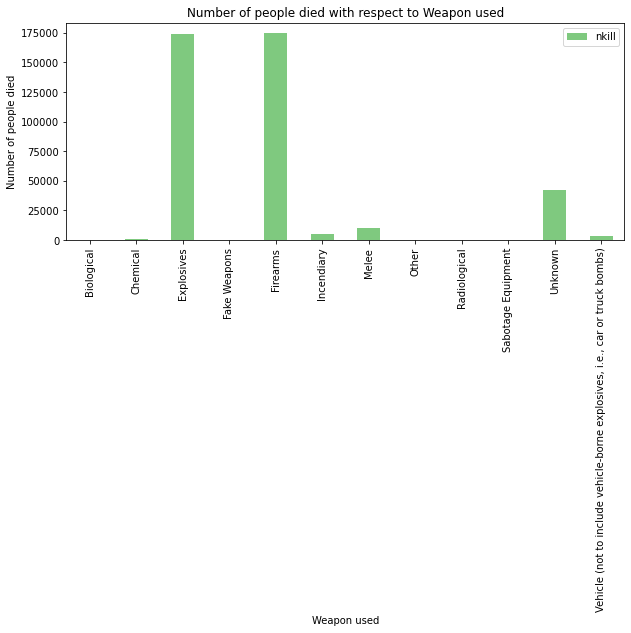 Number of people died with respect to Weapon used
nkill
Number of people died
175000
150000
125000
100000
75000
50000
25000
0
Biological
Chemical
Explosives
Fake Weapons
Firearms
Incendiary
Melee
Other
Radiological
Sabotage Equipment
Unknown
Vehicle (not to include vehicle-borne explosives, i.e., car or truck bombs)
Weapon used